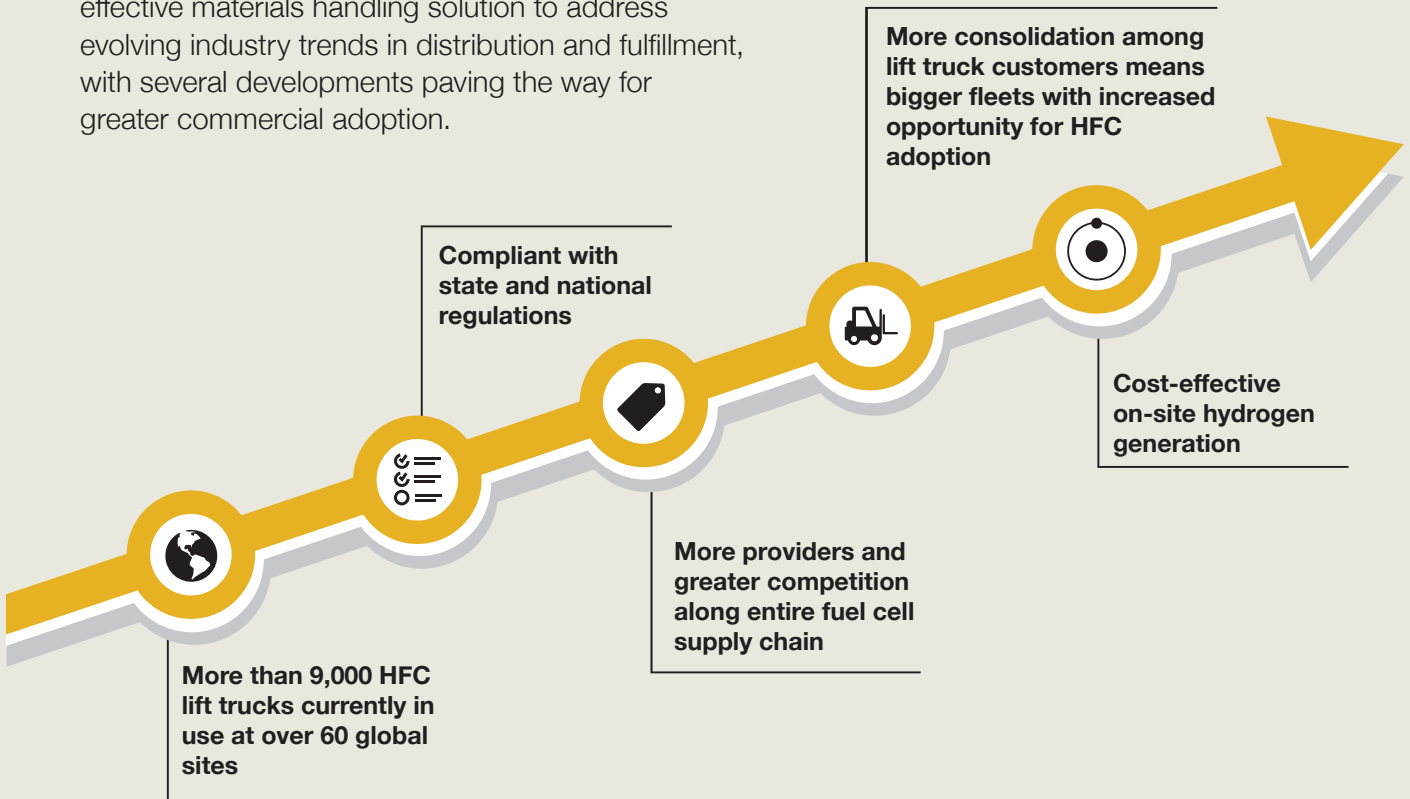 effective materials handling solution to address
evolving industry trends in distribution and fulfillment,
with several developments paving the way for
greater commercial adoption.
More than 9,000 HFC
lift trucks currently in
use at over 60 global
sites
Compliant with
state and national
regulations
More providers and
greater competition
along entire fuel cell
supply chain
More consolidation among
lift truck customers means
bigger fleets with increased
opportunity for HFC
adoption
Cost-effective
on-site hydrogen
generation